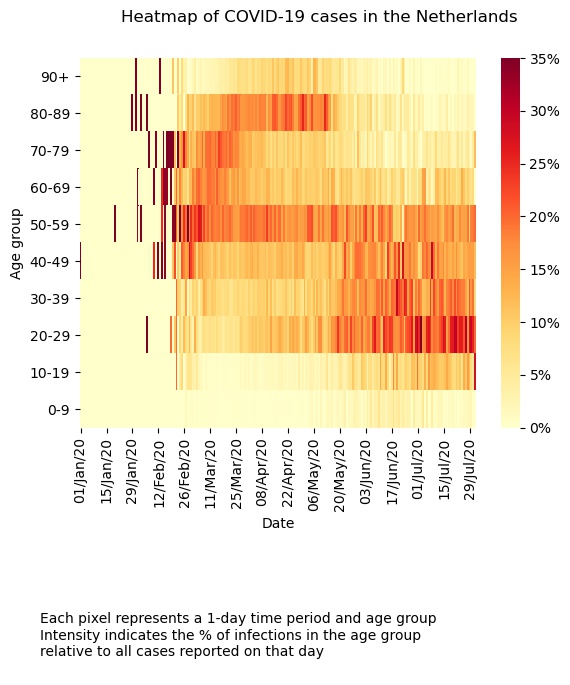 Heatmap of COVID-19 cases in the Netherlands
90+
80-89
70-79
60-69
50-59
40-49
30-39
20-29
10-19
0-9
Age group
35%
30%
25%
20%
15%
10%
5%
0%
01/Jan/20
15/Jan/20
29/Jan/20
12/Feb/20
26/Feb/20
11/Mar/20
25/Mar/20
08/Apr/20
22/Apr/20
06/May/20
20/May/20
03/Jun/20
17/Jun/20
01/Jul/20
15/Jul/20
29/Jul/20
Date
Each pixel represents a 1-day time period and age group
Intensity indicates the % of infections in the age group
relative to all cases reported on that day